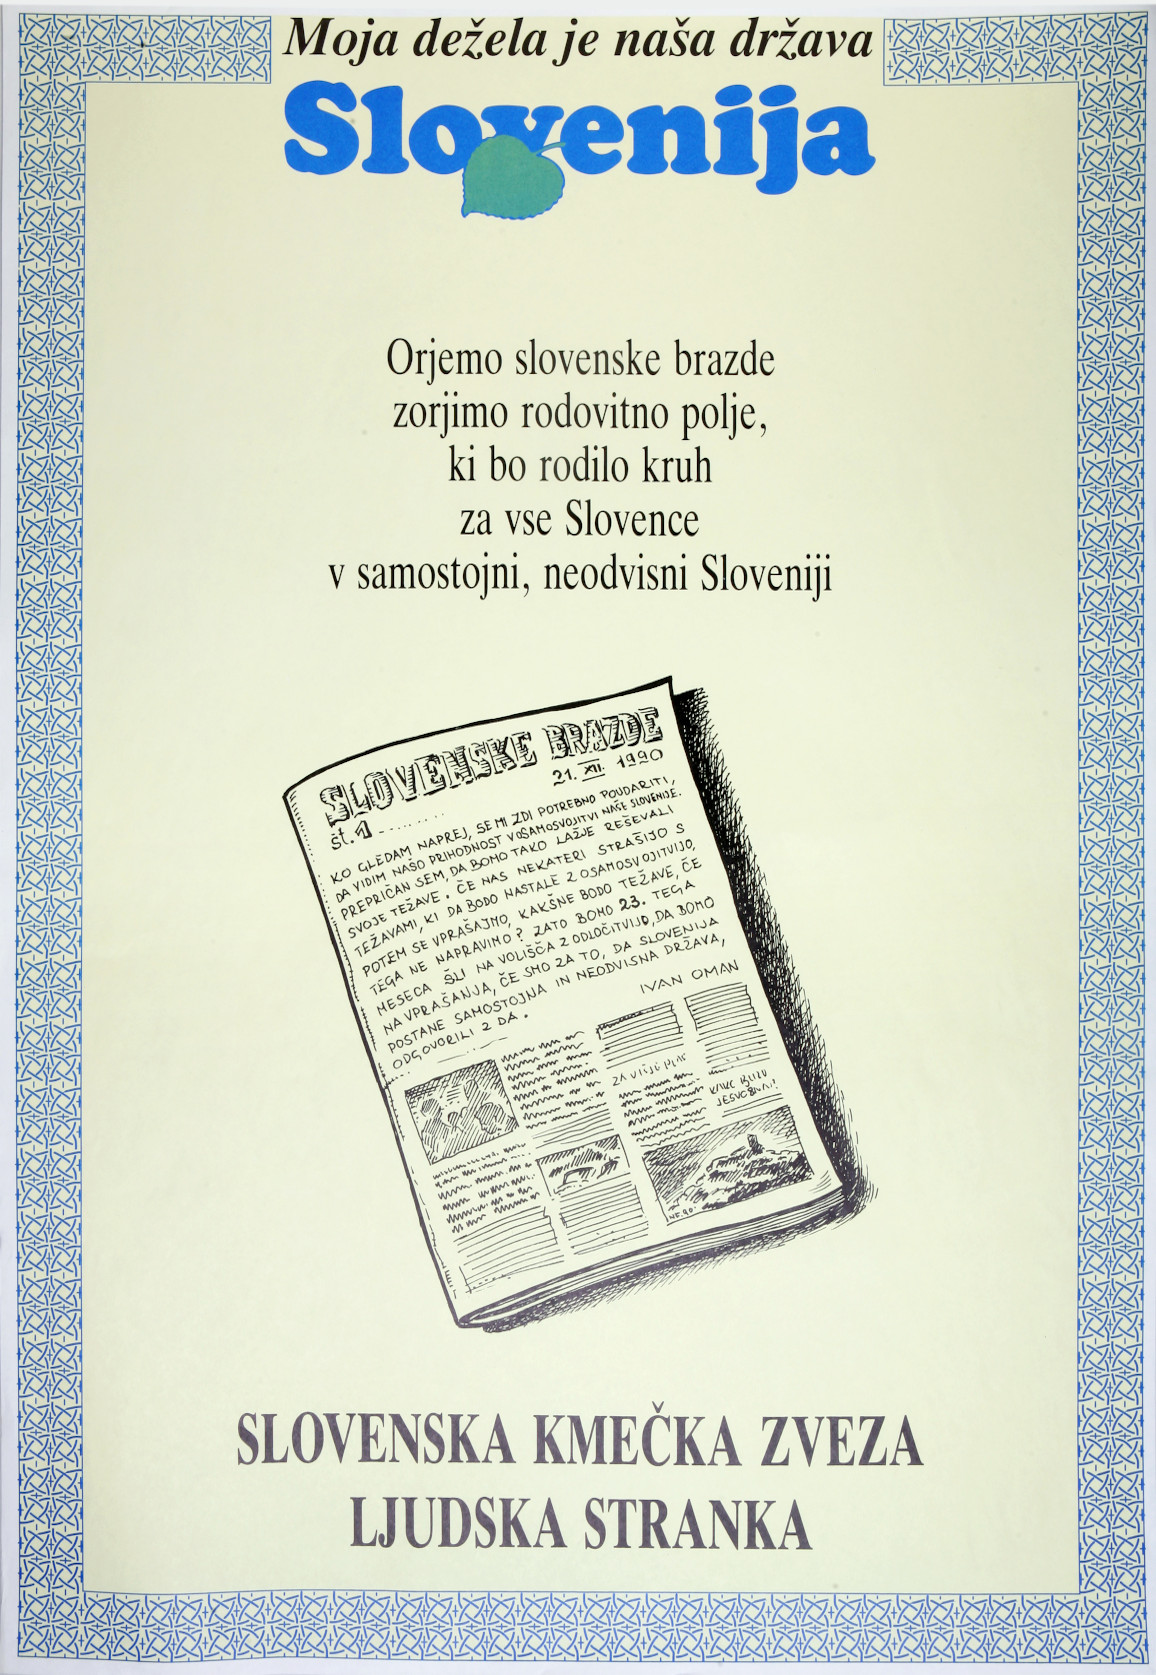 Moja dežela je naša država
Slovenija
Orjemo slovenske brazde
zorjimo rodovitno polje,
ki bo rodilo kruh
za vse Slovence
v samostojni, neodvisni Sloveniji
SLOVENSKE BRAZDE
21. XII. 1990
št. 1
KO GLEDAM NAPREJ, SE MI ZDI POTREBNO POUDARITI,
DA VIDIM NAŠO PRIHODNOST V OSAMOSVOJITVI NAŠE SLOVENIJE.
PREPRIČAN SEM, DA BOMO TAKO LAŽJE REŠEVALI
SVOJE TEŽAVE. ČE NAS NEKATERI STRAŠIJO S
TEŽAVAMI, KI DA BODO NASTALE Z OSAMOSVOJITVIJO,
POTEM SE VPRAŠAJMO, KAKŠNE BODO TEŽAVE, ČE
TEGA NE NAPRAVIMO? ZATO BOMO 23. TEGA
MESECA ŠLI NA VOLIŠČA Z ODLOČITVIJO, DA BOMO
NA VPRAŠANJA, ČE SMO ZA TO, DA SLOVENIJA
POSTANE SAMOSTOJNA IN NEODVISNA DRŽAVA,
ODGOVORILI Z DA.
IVAN OMAN
ZA VIŠJE
SLOVENSKA KMEČKA ZVEZA
LJUDSKA STRANKA